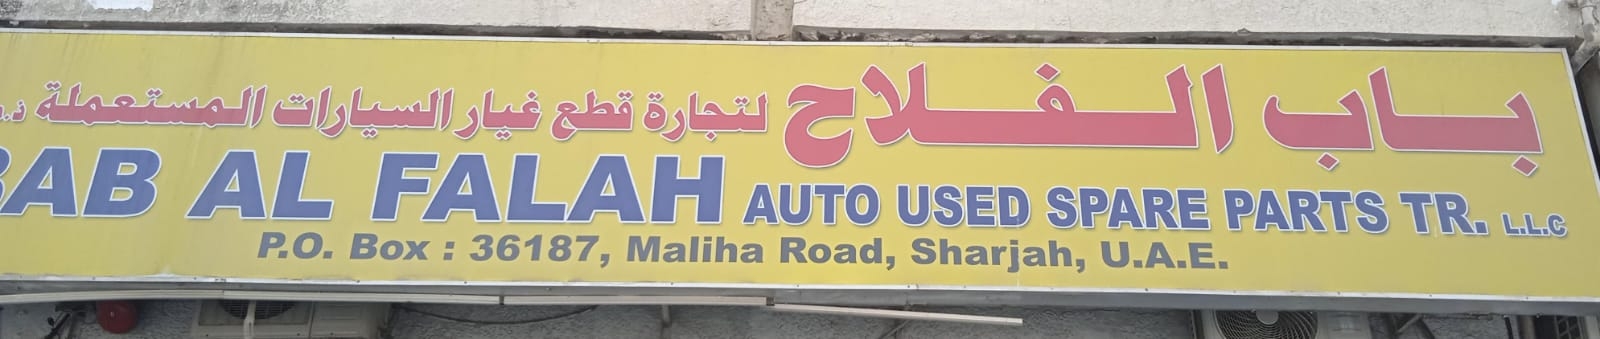 باب الفلاح لتجارة قطع غيار السيارات المستعملة
BAB AL FALAH AUTO USED SPARE PARTS TR. L.L.C
P.O. Box : 36187, Maliha Road, Sharjah, U.A.E.